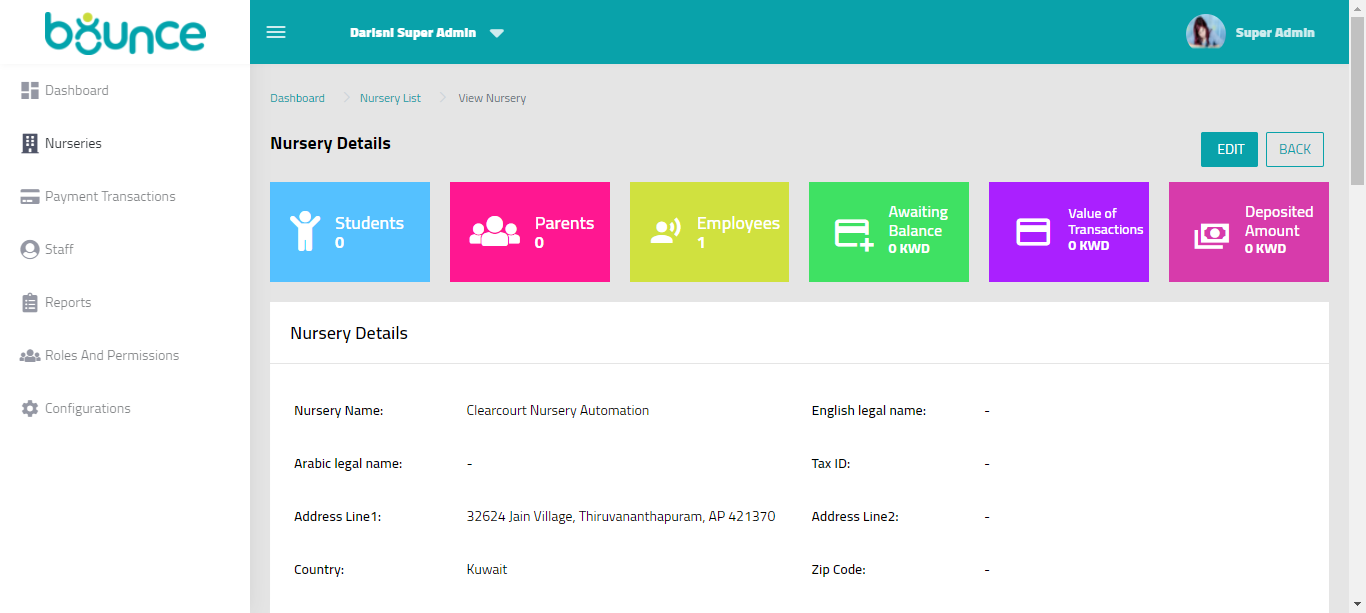 bounce
Darisni Super Admin
Super Admin
Dashboard
Nurseries
Payment Transactions
Staff
Reports
Roles And Permissions
Configurations
Dashboard > Nursery List > View Nursery
Nursery Details
EDIT BACK
Students
0
Parents
0
Employees
1
Awaiting
Balance
0 KWD
Value of
Transactions
0 KWD
Deposited
Amount
0 KWD
Nursery Details
Nursery Name: Clearcourt Nursery Automation English legal name: -
Arabic legal name: - Tax ID: -
Address Line1: 32624 Jain Village, Thiruvananthapuram, AP 421370 Address Line2: -
Country: Kuwait Zip Code: -